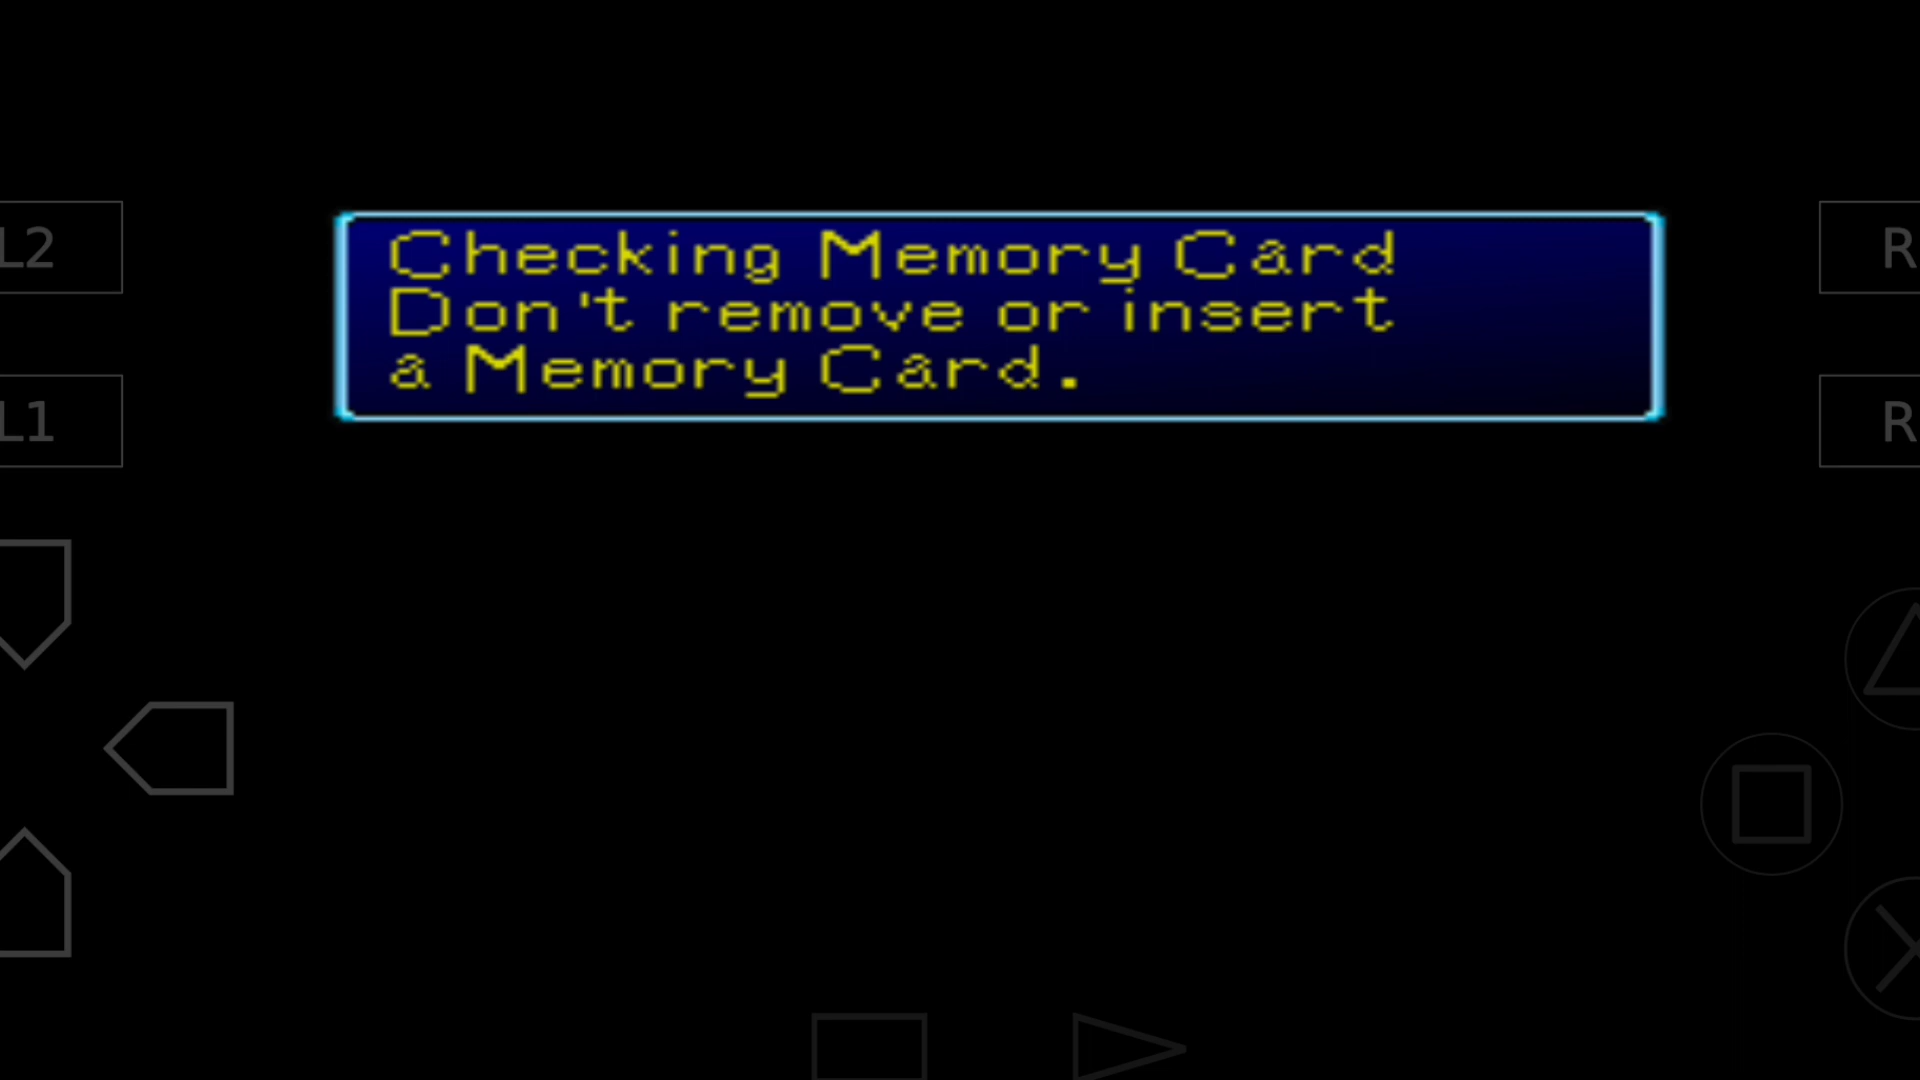 Checking Memory Card
Don't remove or insert
a Memory Card.
L2
R
L1
R